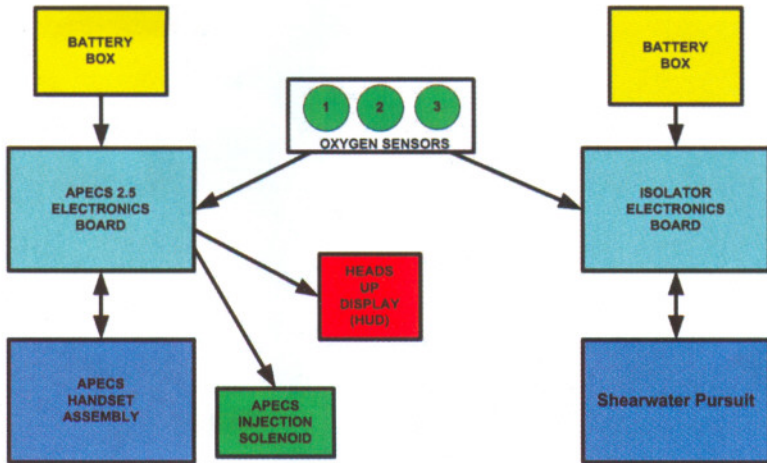 BATTERY
BOX
BATTERY
BOX
1 2 3
OXYGEN SENSORS
APECS 2.5
ELECTRONICS
BOARD
ISOLATOR
ELECTRONICS
BOARD
HEADS
UP
DISPLAY
(HUD)
APECS
HANDSET
ASSEMBLY
APECS
INJECTION
SOLENOID
Shearwater Pursuit